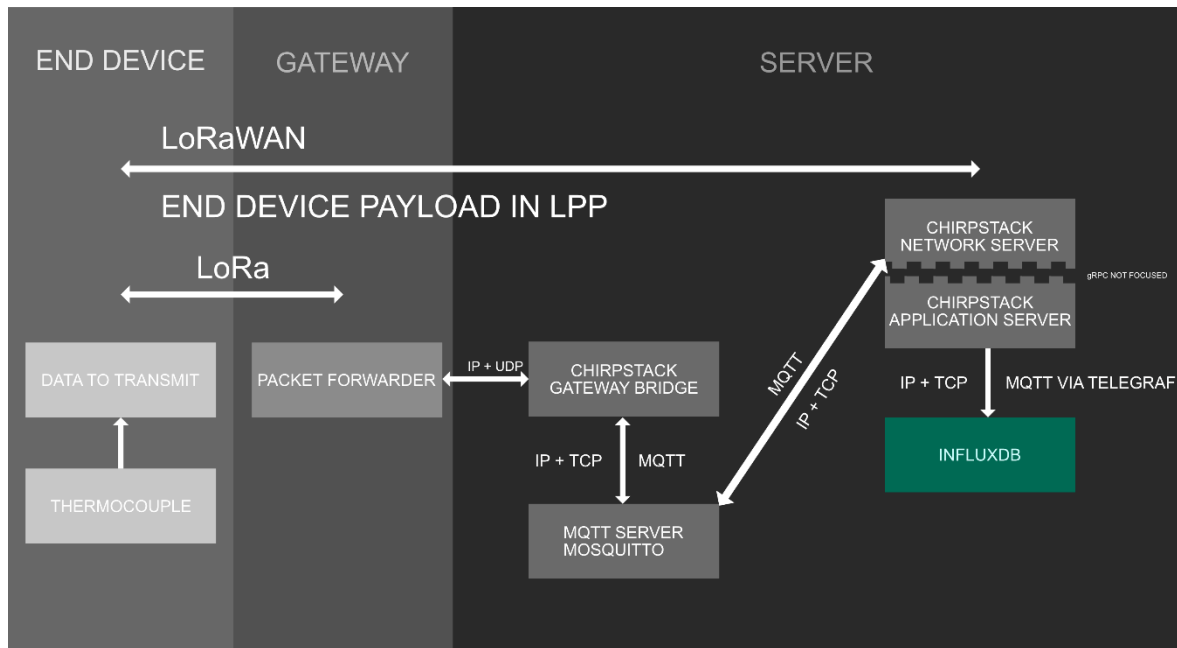 END DEVICE
GATEWAY
SERVER
LoRaWAN
END DEVICE PAYLOAD IN LPP
LoRa
CHIRPSTACK
NETWORK SERVER
gRPC NOT FOCUSED
CHIRPSTACK
APPLICATION SERVER
DATA TO TRANSMIT
PACKET FORWARDER
IP + UDP
CHIRPSTACK
GATEWAY BRIDGE
MQTT
IP + TCP
IP + TCP
MQTT VIA TELEGRAF
IP + TCP
MQTT
INFLUXDB
THERMOCOUPLE
MQTT SERVER
MOSQUITTO